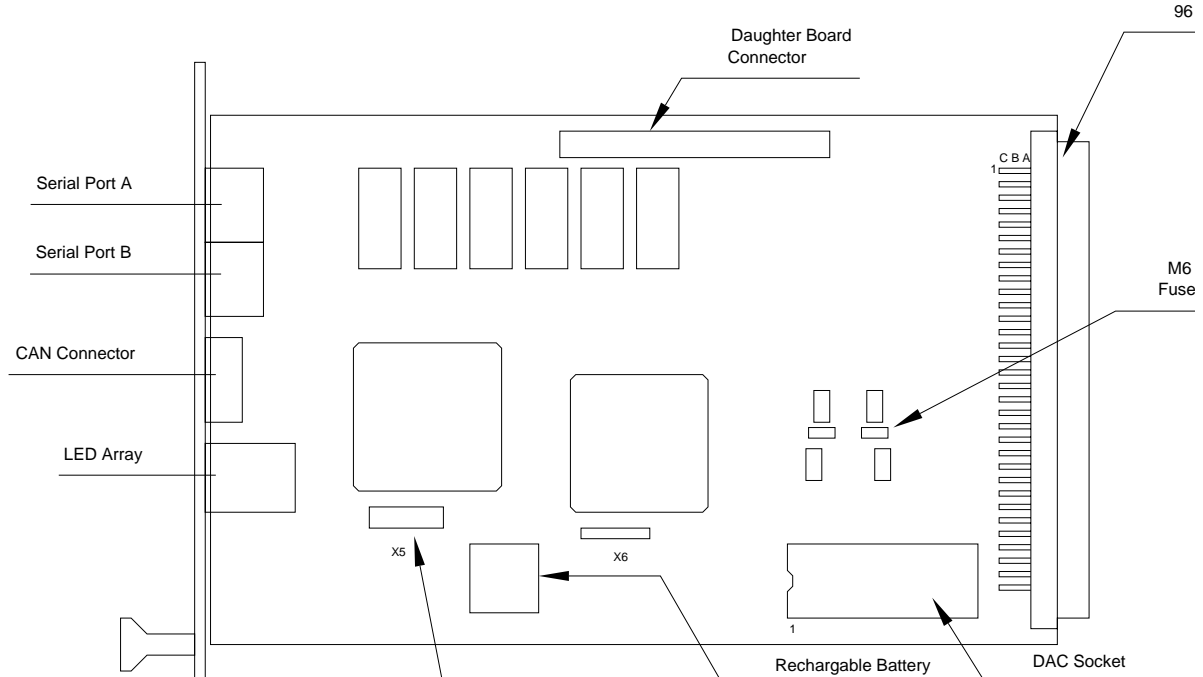 96
Daughter Board
Connector
C B A
1
Serial Port A
Serial Port B
M6
Fuse
CAN Connector
LED Array
X5
X6
1
Rechargable Battery
DAC Socket